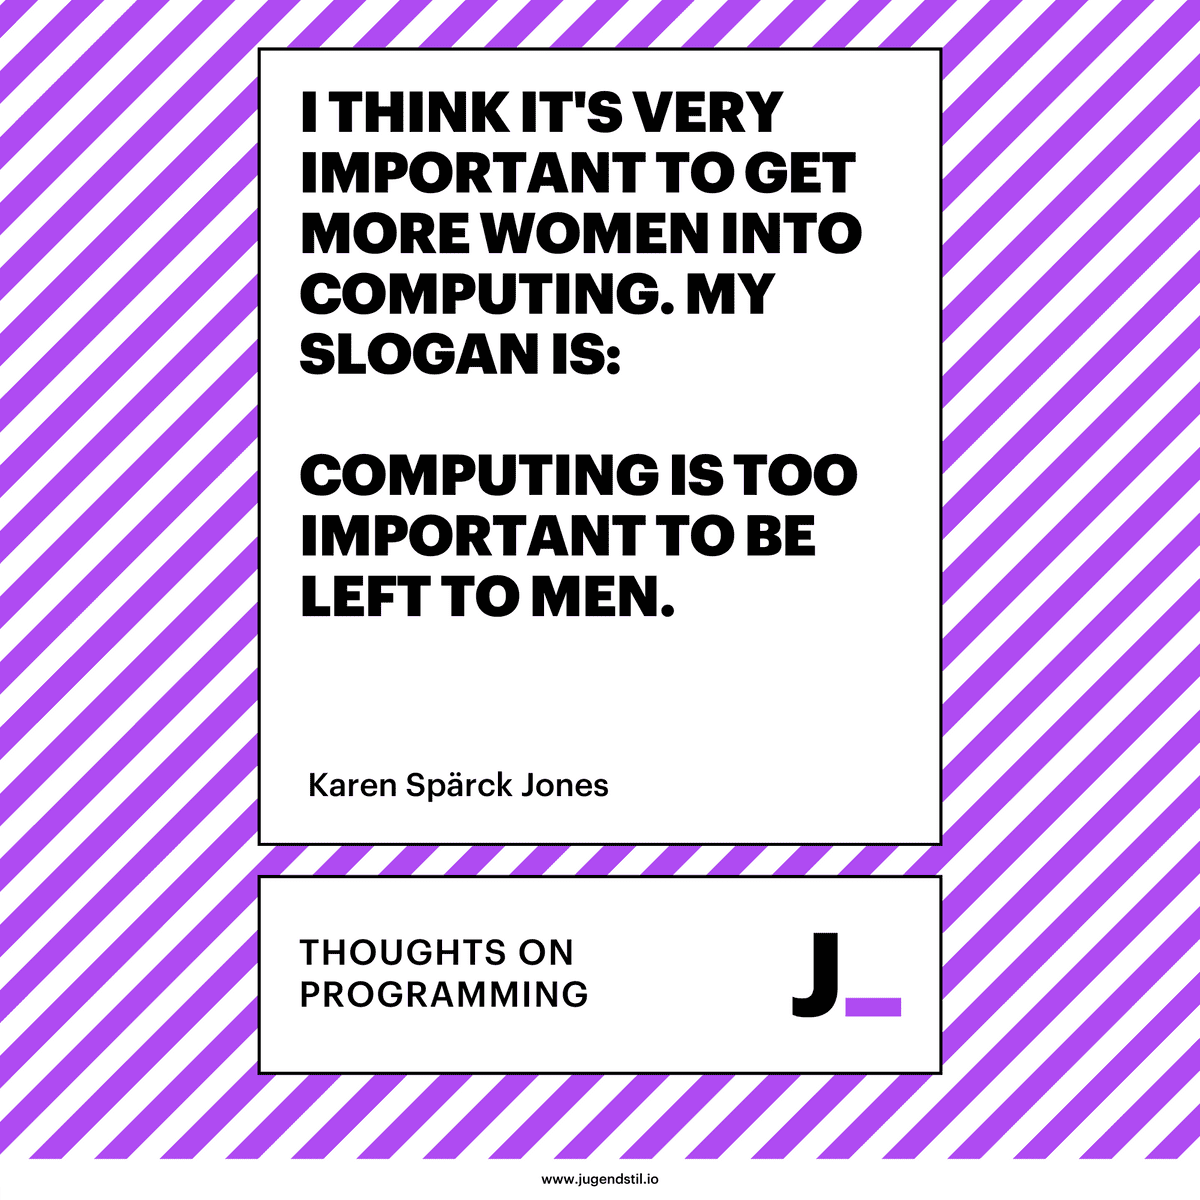 I THINK IT'S VERY
IMPORTANT TO GET
MORE WOMEN INTO
COMPUTING. MY
SLOGAN IS:
COMPUTING IS TOO
IMPORTANT TO BE
LEFT TO MEN.
Karen Spärck Jones
THOUGHTS ON
PROGRAMMING
J_
www.jugendstil.io